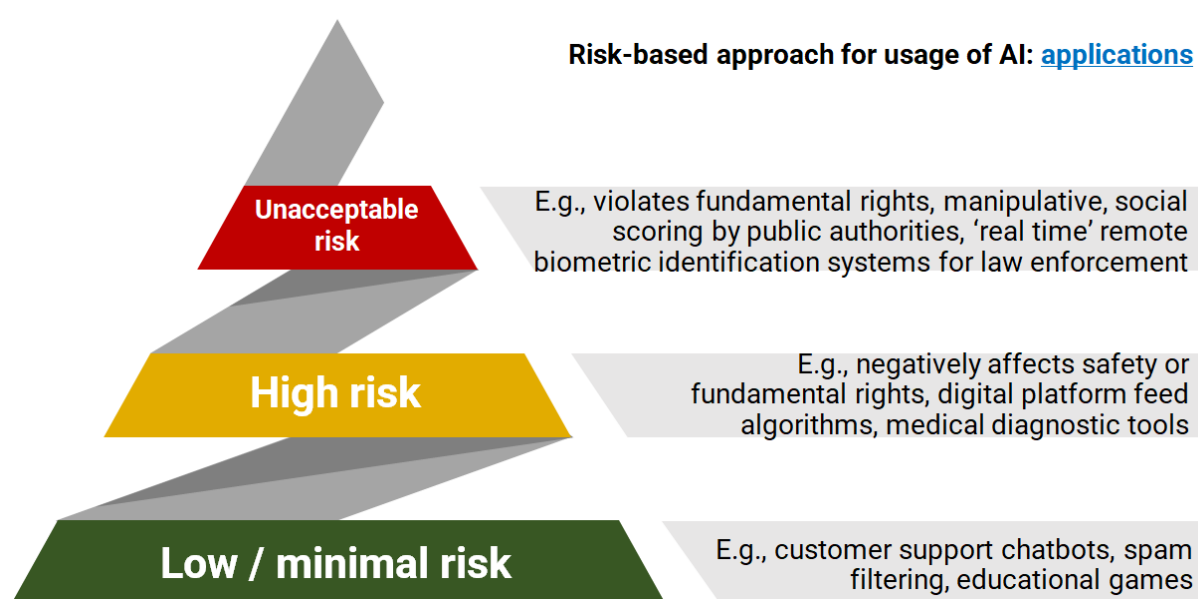 Risk-based approach for usage of AI: applications
Unacceptable
risk
E.g., violates fundamental rights, manipulative, social
scoring by public authorities, ‘real time’ remote
biometric identification systems for law enforcement
High risk
E.g., negatively affects safety or
fundamental rights, digital platform feed
algorithms, medical diagnostic tools
Low / minimal risk
E.g., customer support chatbots, spam
filtering, educational games